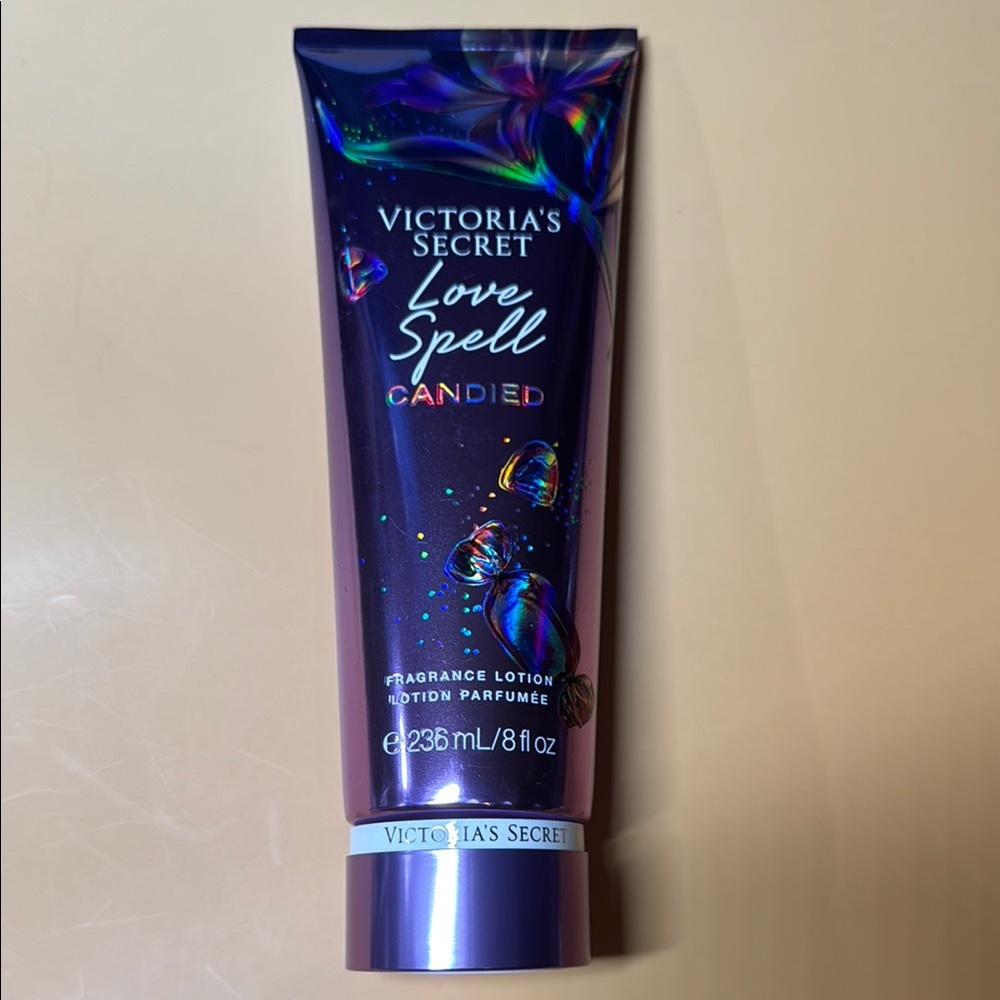 VICTORIA'S
SECRET
Love
Spell
CANDIED
FRAGRANCE LOTION
LOTION PARFUMÉE
℮ 236 mL/8 fl oz
VICTORIA'S SECRET